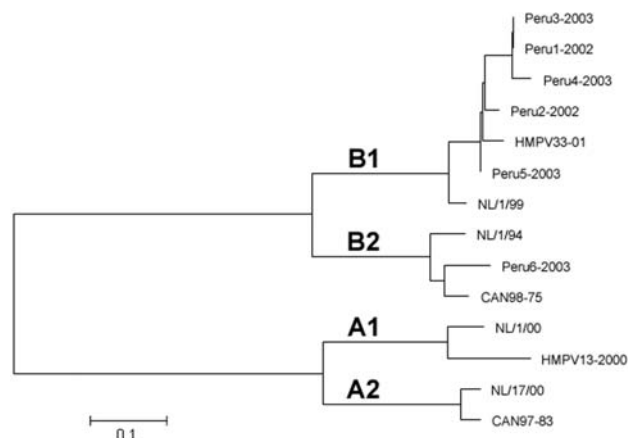 Peru3-2003
Peru1-2002
Peru4-2003
Peru2-2002
HMPV33-01
B1
Peru5-2003
NL/1/99
NL/1/94
B2
Peru6-2003
CAN98-75
NL/1/00
A1
HMPV13-2000
NL/17/00
A2
CAN97-83
0.1